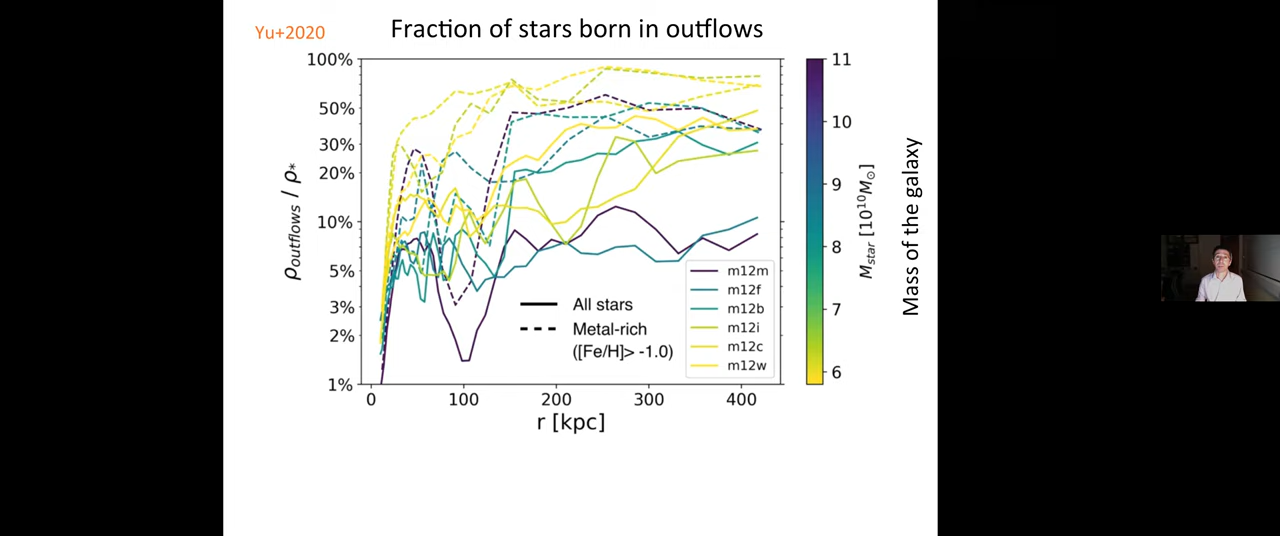 Yu+2020
Fraction of stars born in outflows
100%
50%
30%
20%
10%
5%
3%
2%
1%
ρoutflows / ρ*
0
100
200
300
400
r [kpc]
All stars
Metal-rich
([Fe/H]> -1.0)
m12m
m12f
m12b
m12i
m12c
m12w
11
10
9
8
7
6
Mstar [10¹⁰M⊙]
Mass of the galaxy